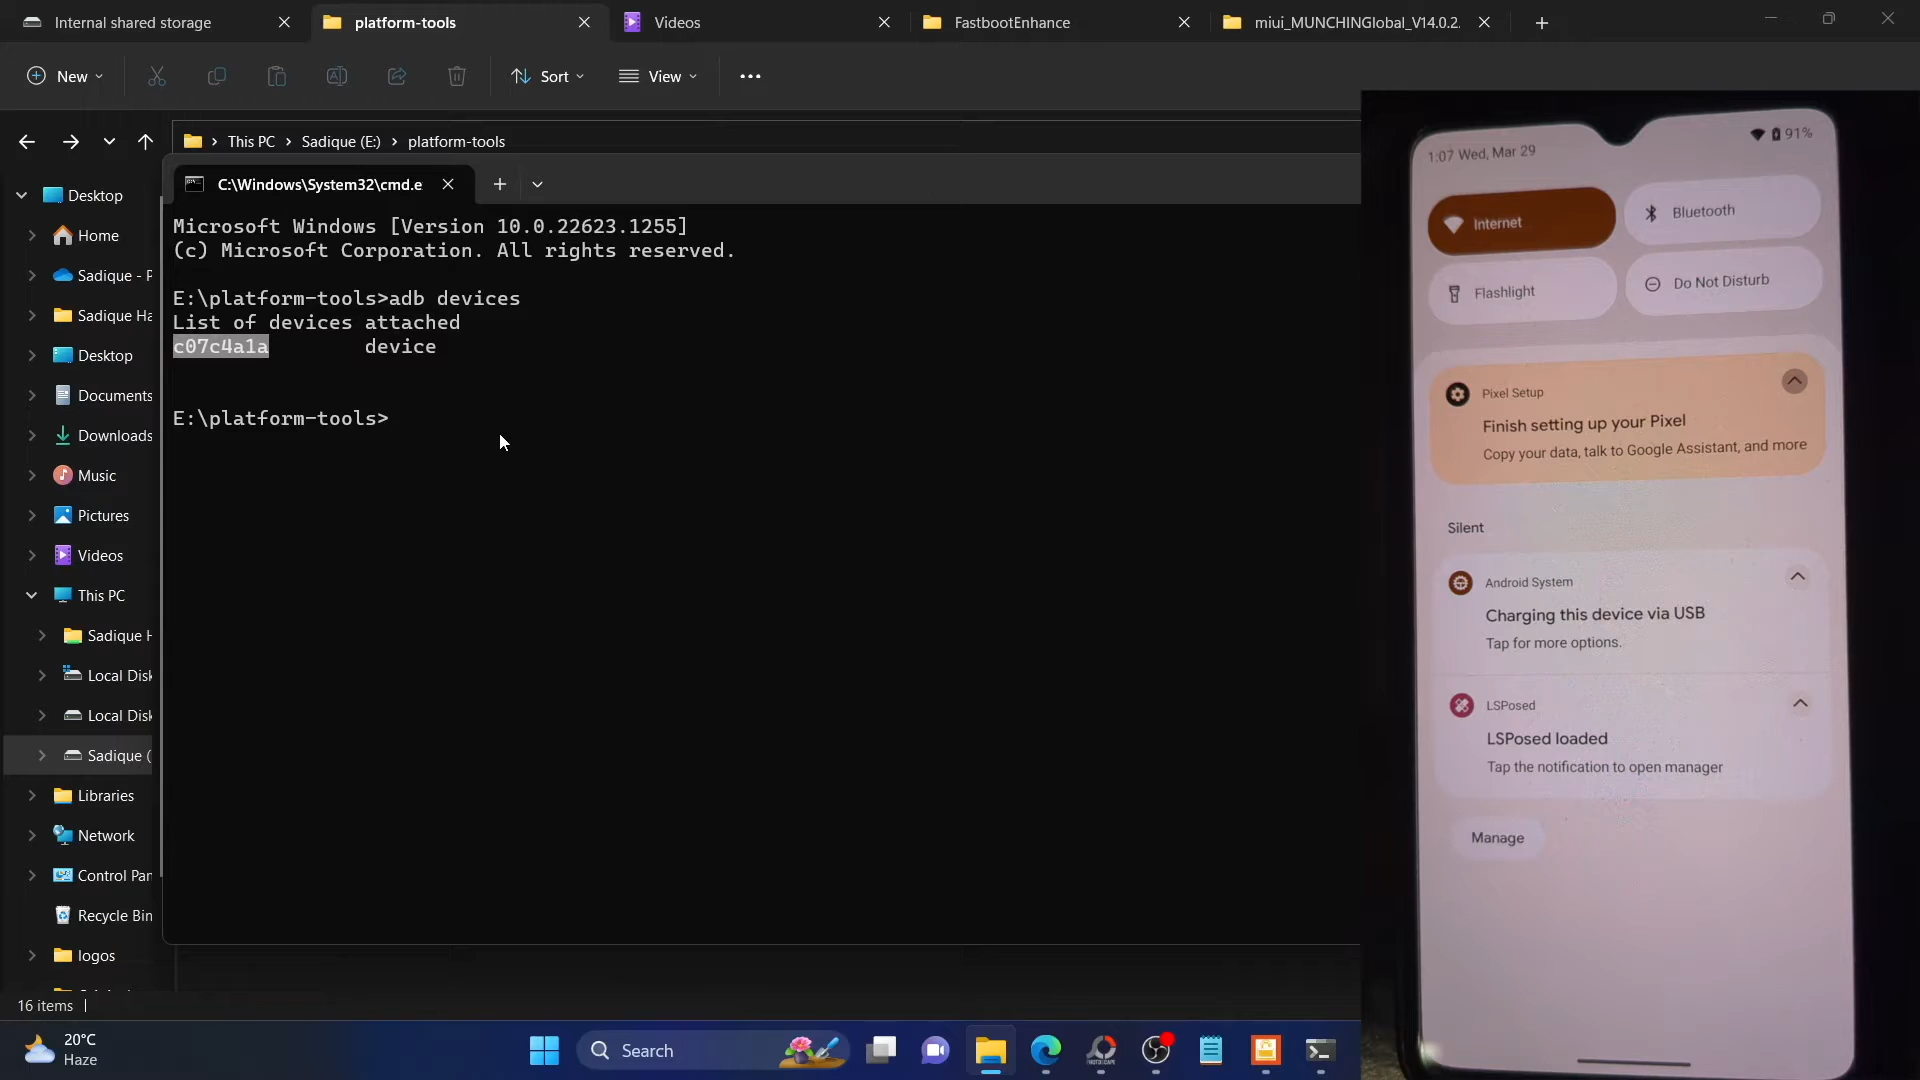 Internal shared storage
platform-tools
Videos
FastbootEnhance
miui_MUNCHINGlobal_V14.0.2.
New
Sort
View
This PC > Sadique (E:) > platform-tools
Desktop
Home
Sadique - P
Sadique Ha
Desktop
Documents
Downloads
Music
Pictures
Videos
This PC
Sadique H
Local Disk
Local Disk
Sadique (
Libraries
Network
Control Pan
Recycle Bin
logos
16 items
C:\Windows\System32\cmd.e
Microsoft Windows [Version 10.0.22623.1255]
(c) Microsoft Corporation. All rights reserved.
E:\platform-tools>adb devices
List of devices attached
c07c4a1a device
E:\platform-tools>
1:07 Wed, Mar 29
91%
Internet
Bluetooth
Flashlight
Do Not Disturb
Pixel Setup
Finish setting up your Pixel
Copy your data, talk to Google Assistant, and more
Silent
Android System
Charging this device via USB
Tap for more options.
LSPosed
LSPosed loaded
Tap the notification to open manager
Manage
20°C
Haze
Search